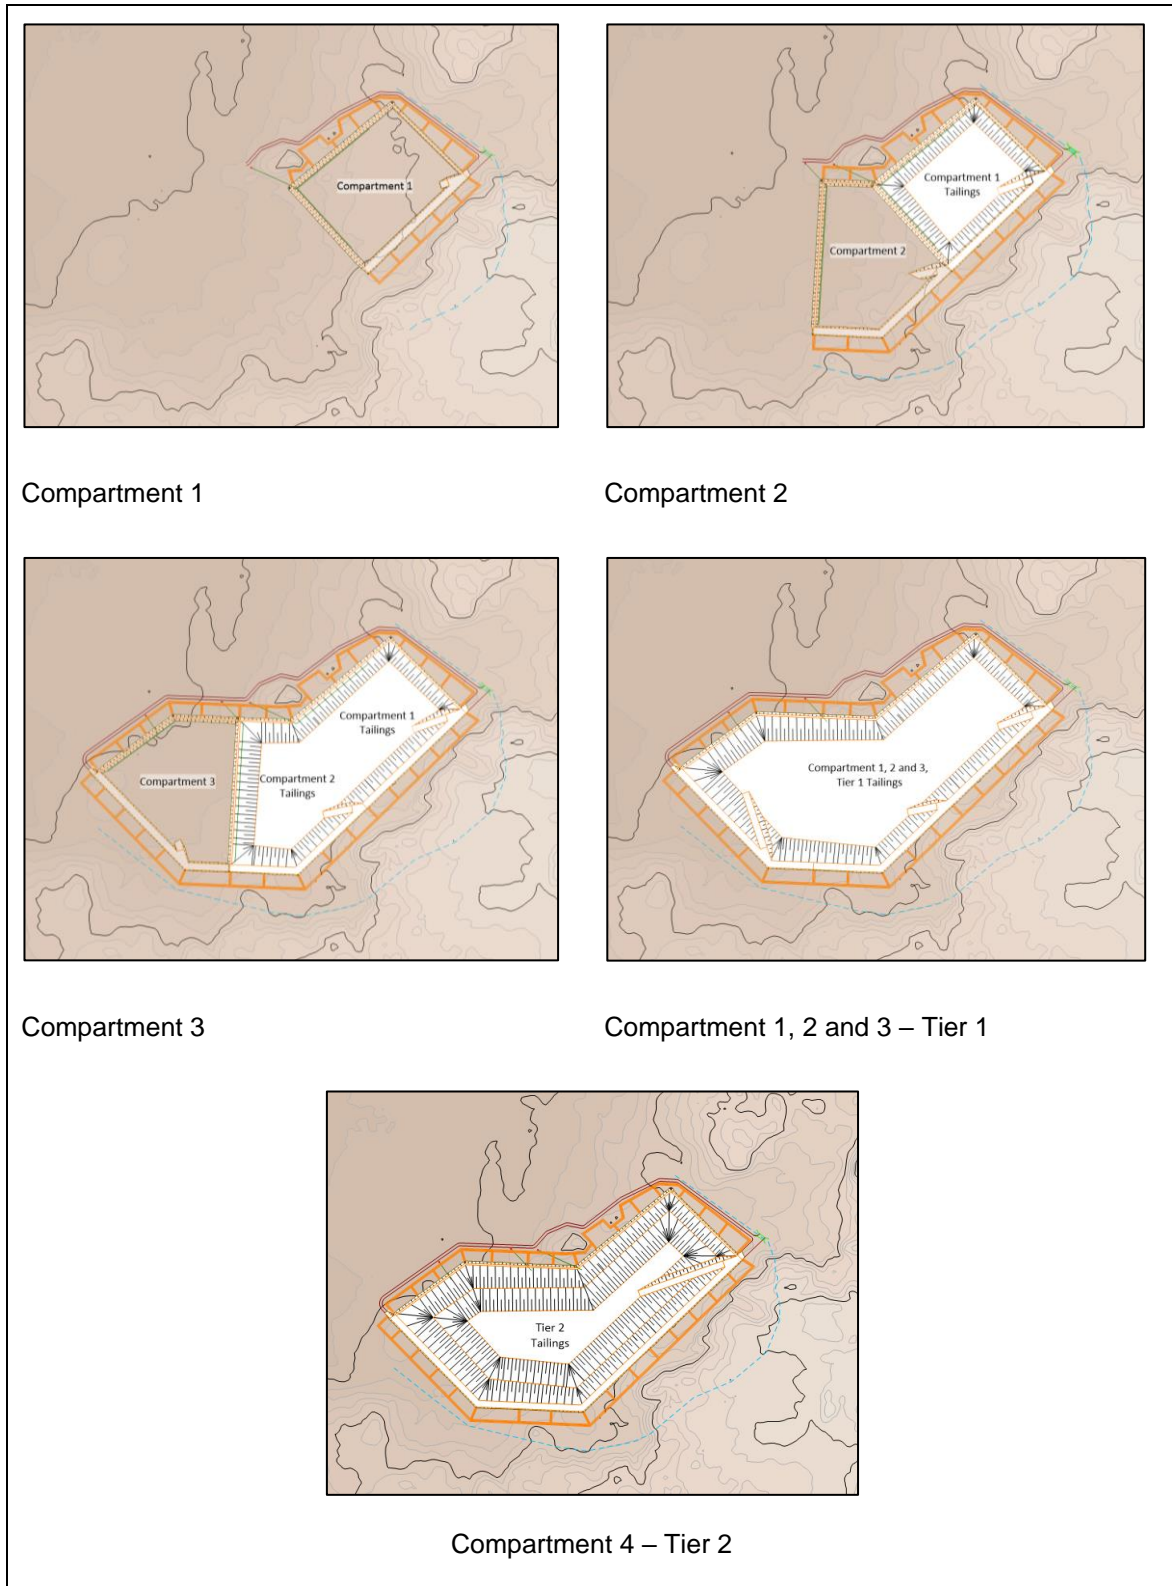 Compartment 1
Compartment 1
Tailings
Compartment 2
Compartment 1
Compartment 2
Compartment 1
Tailings
Compartment 3
Compartment 2
Tailings
Compartment 1, 2 and 3,
Tier 1 Tailings
Compartment 3
Compartment 1, 2 and 3 – Tier 1
Tier 2
Tailings
Compartment 4 – Tier 2